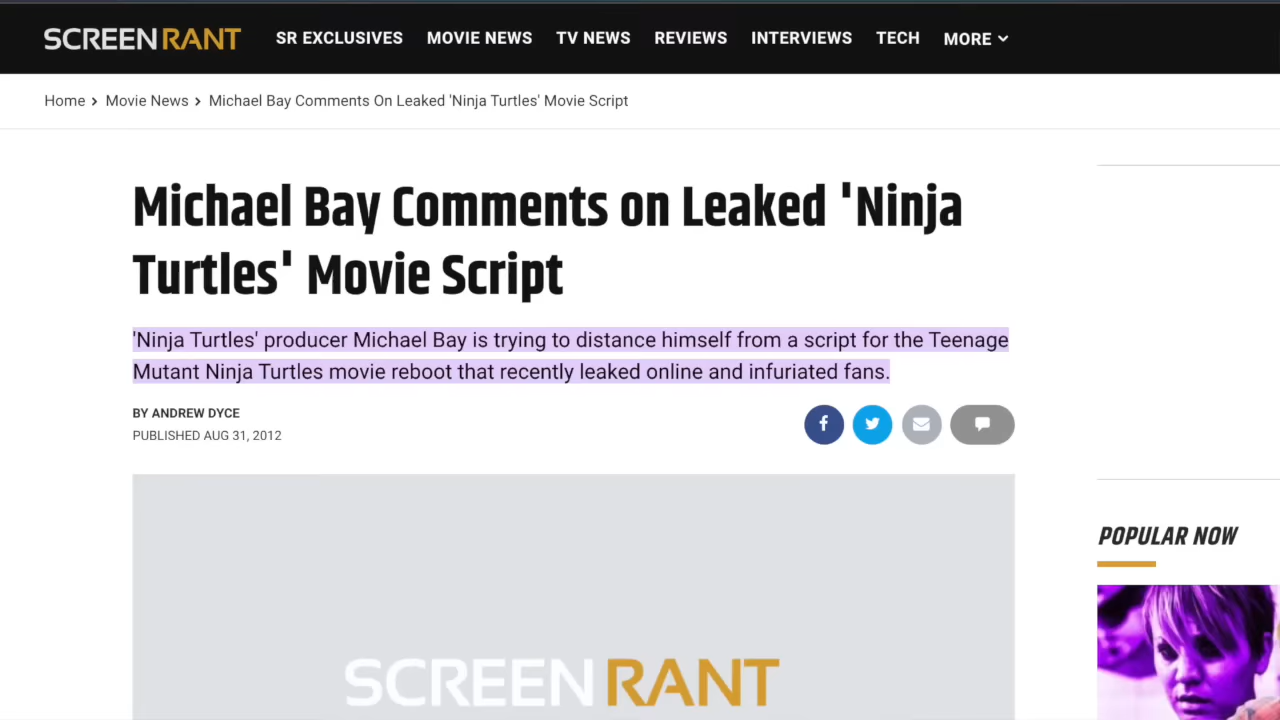 SCREENRANT SR EXCLUSIVES MOVIE NEWS TV NEWS REVIEWS INTERVIEWS TECH MORE
Home > Movie News > Michael Bay Comments On Leaked 'Ninja Turtles' Movie Script
Michael Bay Comments on Leaked 'Ninja
Turtles' Movie Script
'Ninja Turtles' producer Michael Bay is trying to distance himself from a script for the Teenage
Mutant Ninja Turtles movie reboot that recently leaked online and infuriated fans.
BY ANDREW DYCE
PUBLISHED AUG 31, 2012
POPULAR NOW
SCREENRANT